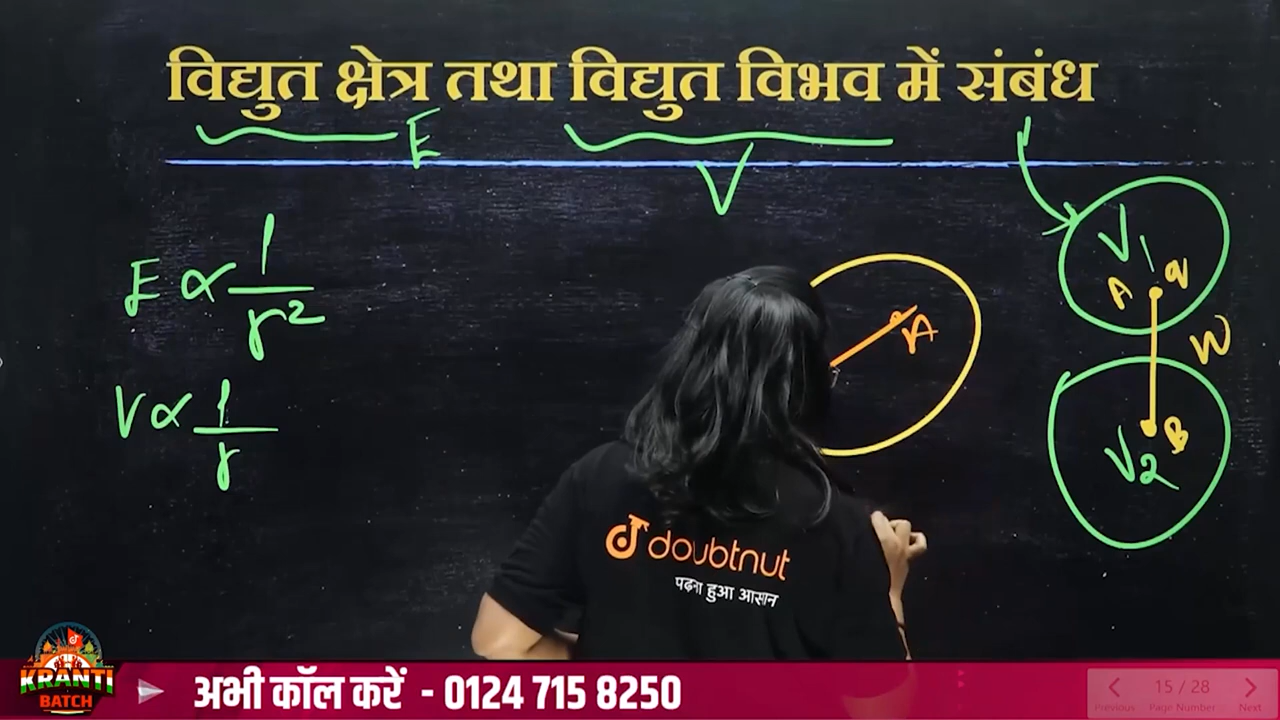 विद्युत क्षेत्र तथा विद्युत विभव में संबंध
E
V
E ∝ 1/r²
V ∝ 1/r
A
V1
A q
W
B
V2
doubtnut
पढ़ना हुआ आसान
KRANTI
BATCH
अभी कॉल करें - 0124 715 8250
15 / 28
Previous Page Number Next